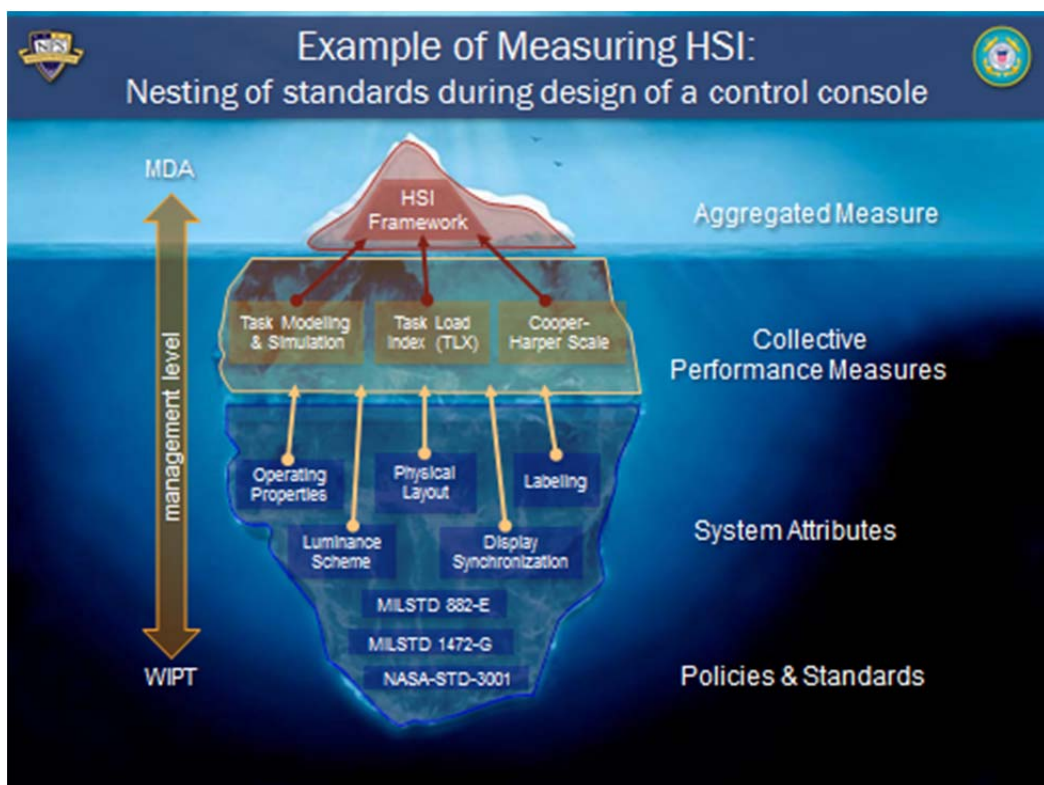 Example of Measuring HSI:
Nesting of standards during design of a control console
MDA
HSI
Framework
Aggregated Measure
Task Modeling
& Simulation
Task Load
Index (TLX)
Cooper-
Harper Scale
Collective
Performance Measures
management level
Operating
Properties
Physical
Layout
Labeling
Luminance
Scheme
Display
Synchronization
System Attributes
MILSTD 882-E
MILSTD 1472-G
NASA-STD-3001
WIPT
Policies & Standards